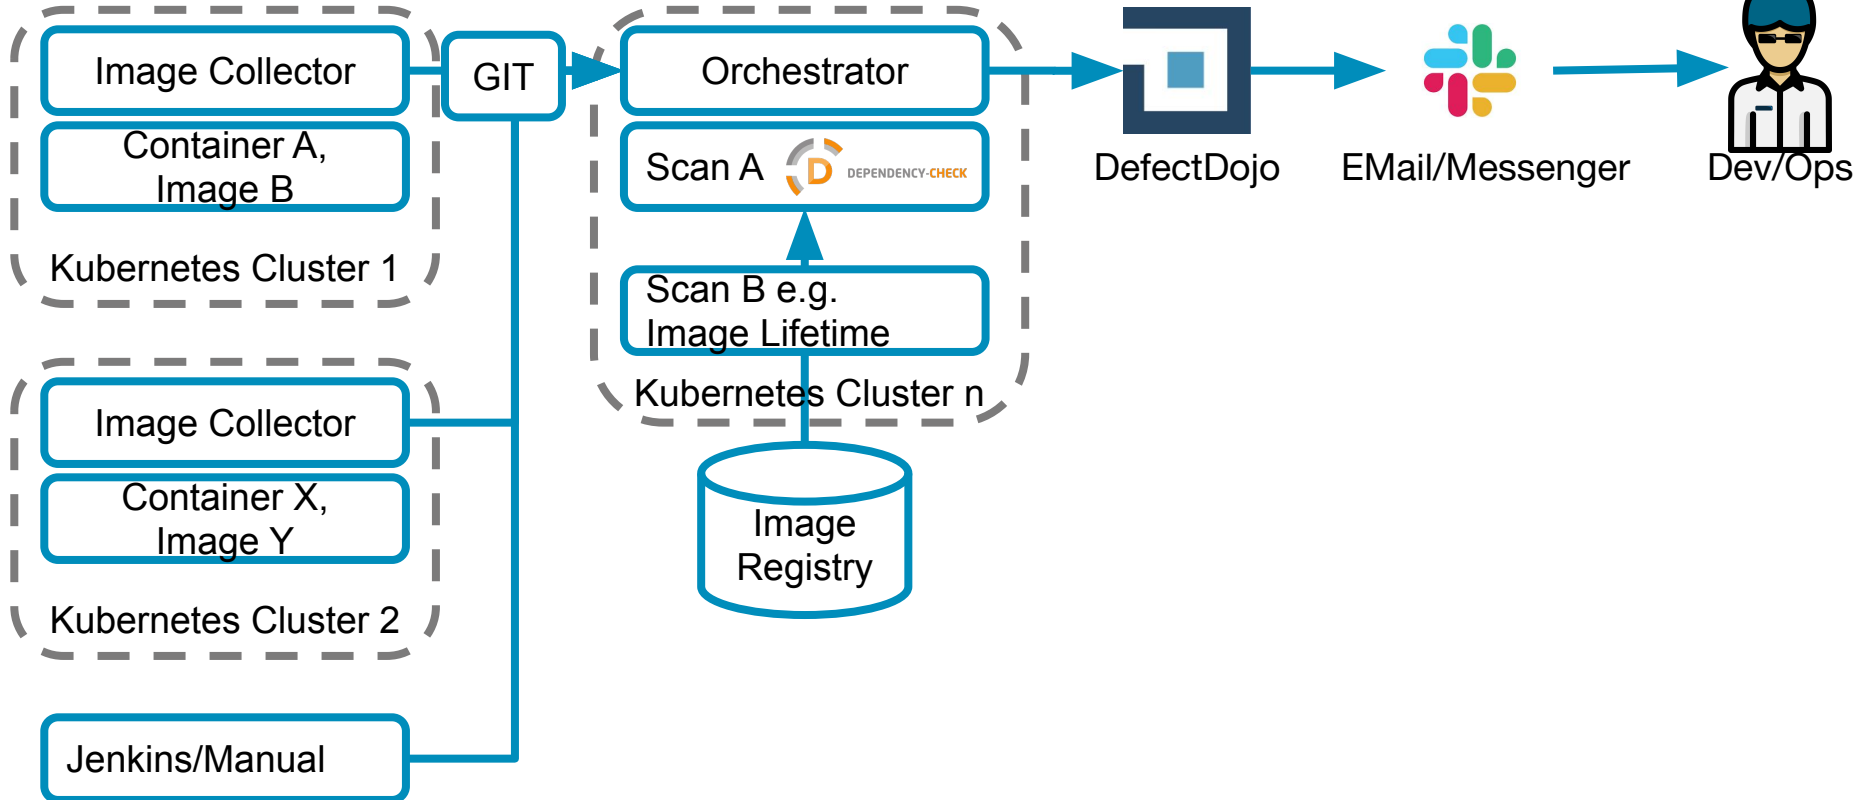 Image Collector
Container A,
Image B
Kubernetes Cluster 1
GIT
Orchestrator
Scan A
DEPENDENCY-CHECK
Scan B e.g.
Image Lifetime
Kubernetes Cluster n
DefectDojo
EMail/Messenger
Dev/Ops
Image Collector
Container X,
Image Y
Kubernetes Cluster 2
Image
Registry
Jenkins/Manual